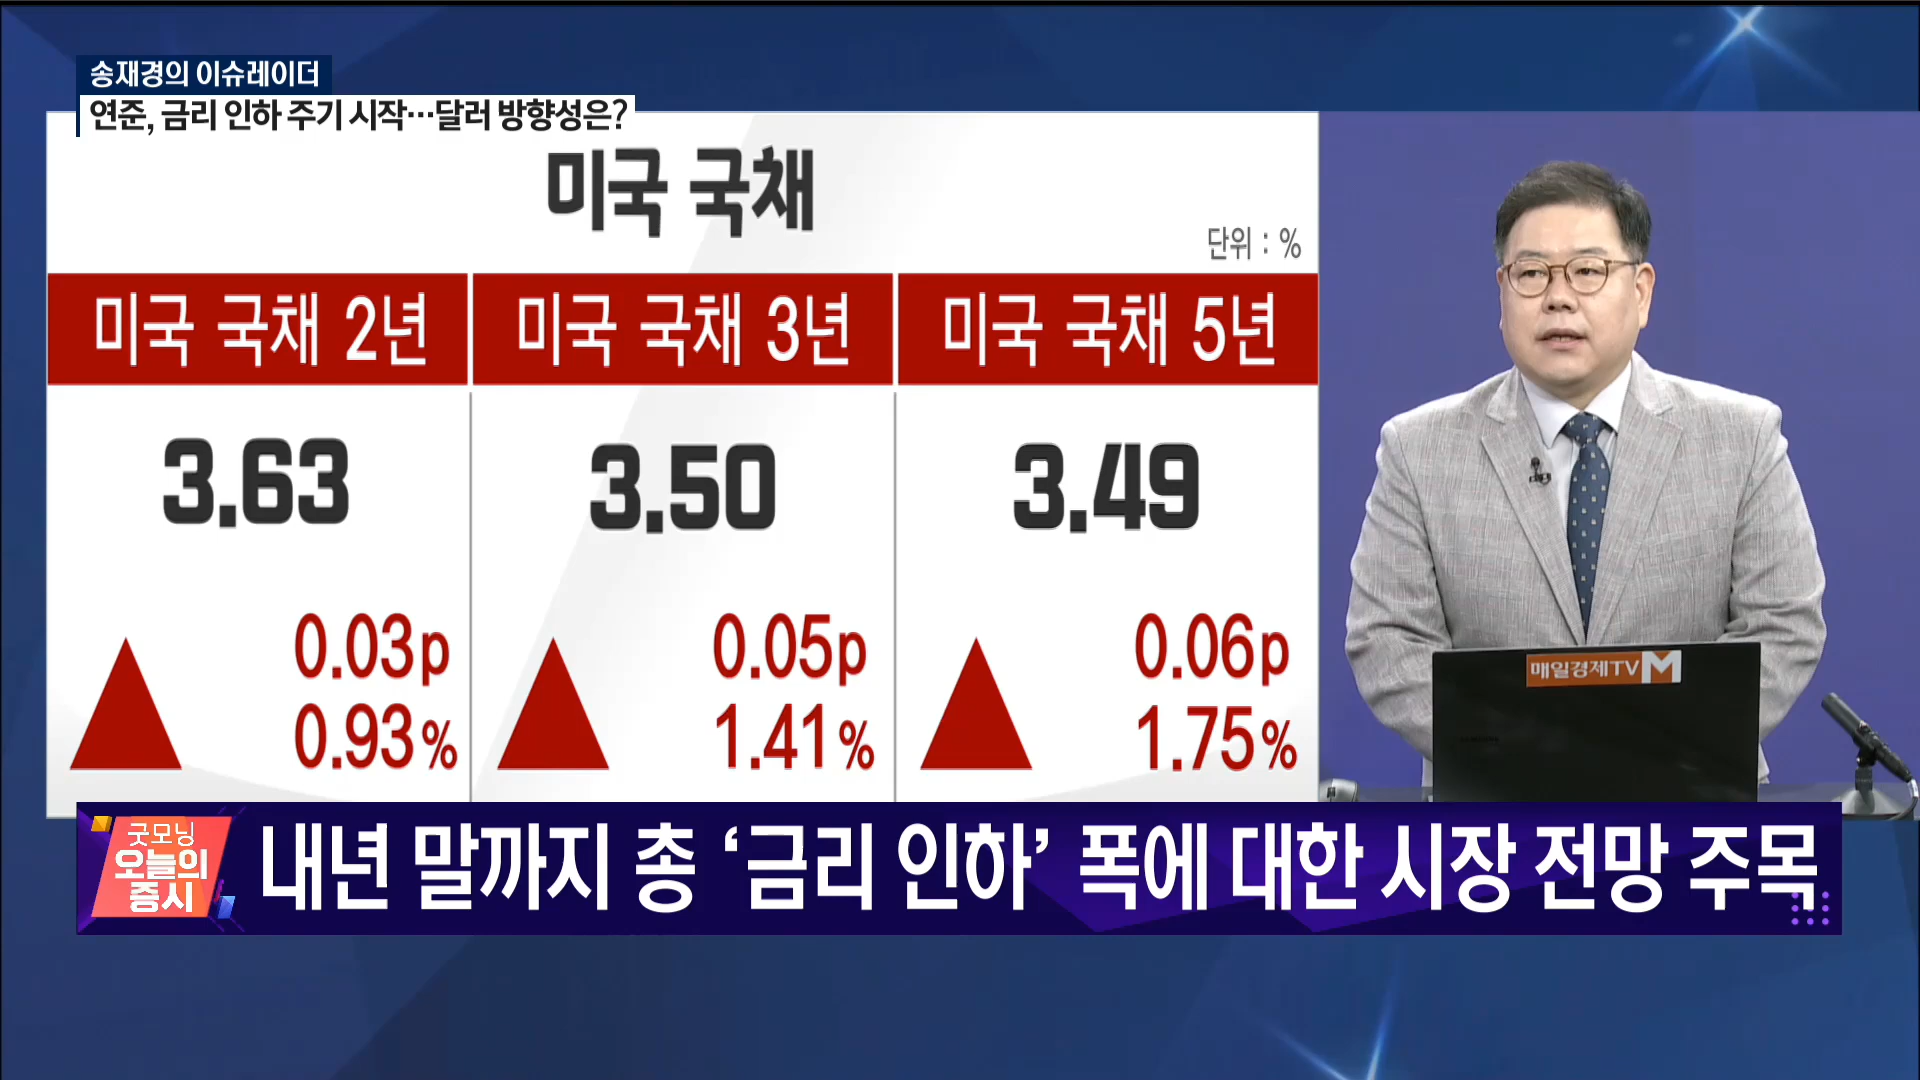 송재경의 이슈레이더
연준, 금리 인하 주기 시작…달러 방향성은?
미국 국채
단위 : %
미국 국채 2년
미국 국채 3년
미국 국채 5년
3.63
3.50
3.49
▲ 0.03p
0.93%
▲ 0.05p
1.41%
▲ 0.06p
1.75%
매일경제TV M
굿모닝
오늘의
증시
내년 말까지 총 ‘금리 인하’ 폭에 대한 시장 전망 주목